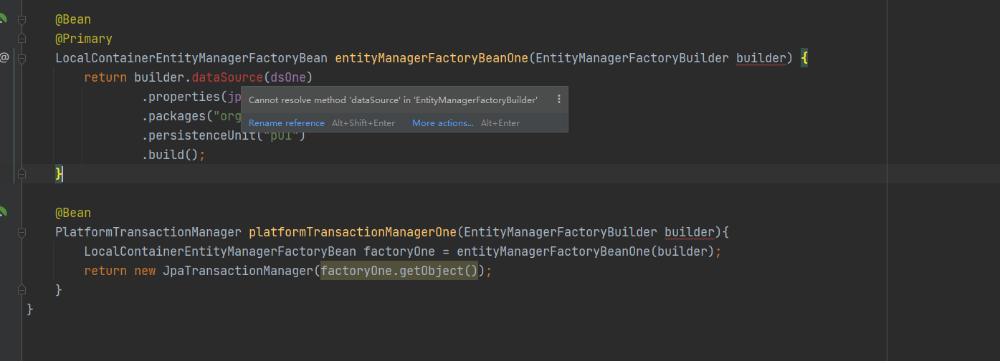 @Bean
@Primary
@
LocalContainerEntityManagerFactoryBean entityManagerFactoryBeanOne(EntityManagerFactoryBuilder builder) {
return builder.dataSource(dsOne)
.properties(jp
Cannot resolve method 'dataSource' in 'EntityManagerFactoryBuilder'
.packages("org
Rename reference Alt+Shift+Enter More actions... Alt+Enter
.persistenceUnit("pu1")
.build();
}
@Bean
PlatformTransactionManager platformTransactionManagerOne(EntityManagerFactoryBuilder builder){
LocalContainerEntityManagerFactoryBean factoryOne = entityManagerFactoryBeanOne(builder);
return new JpaTransactionManager(factoryOne.getObject());
}
}